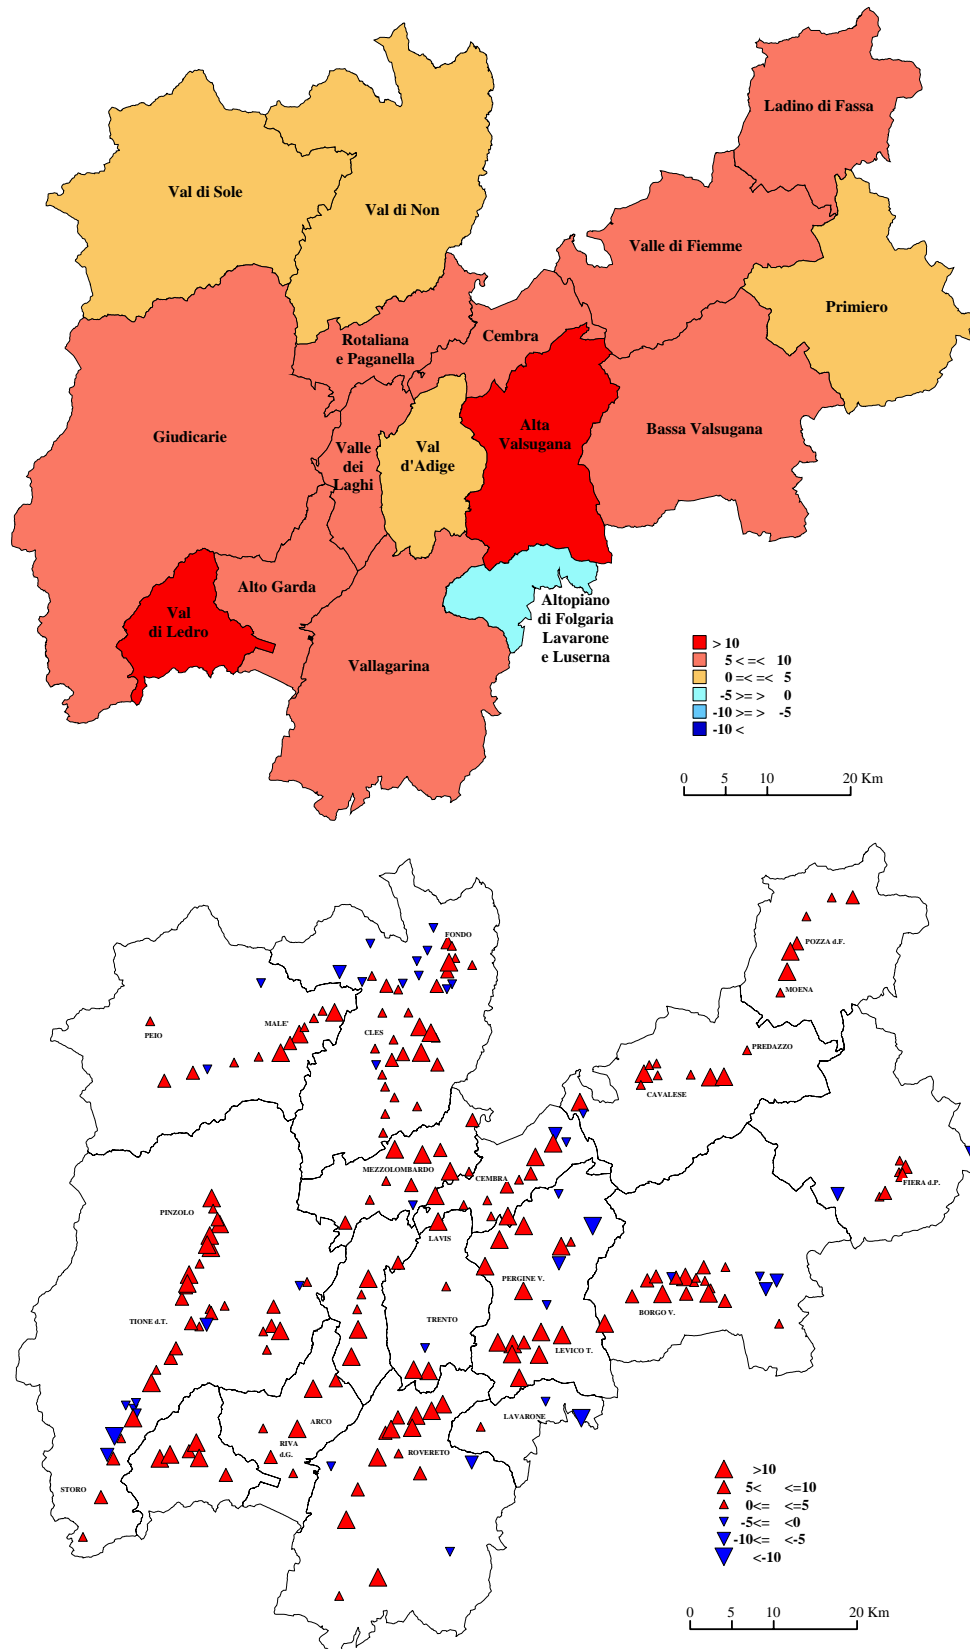 Ladino di Fassa
Val di Sole
Val di Non
Valle di Fiemme
Primiero
Rotaliana
e Paganella
Cembra
Giudicarie
Valle
dei
Laghi
Val
d'Adige
Alta
Valsugana
Bassa Valsugana
Alto Garda
Val
di Ledro
Vallagarina
Altopiano
di Folgaria
Lavarone
e Luserna
> 10
5 < =< 10
0 =< =< 5
-5 >= > 0
-10 >= > -5
-10 <
0 10 20 Km
FONDO
POZZA d.F.
MOENA
PEIO
MALE'
CLES
PREDAZZO
CAVALESE
MEZZOLOMBARDO
CEMBRA
FIERA d.P.
PINZOLO
LAVIS
PERGINE V.
TIONE d.T.
TRENTO
BORGO V.
LEVICO T.
ARCO
LAVARONE
RIVA
d.G.
ROVERETO
STORO
>10
5< <=10
0<= <=5
-5<= <0
-10<= <-5
<-10
0 5 10 20 Km